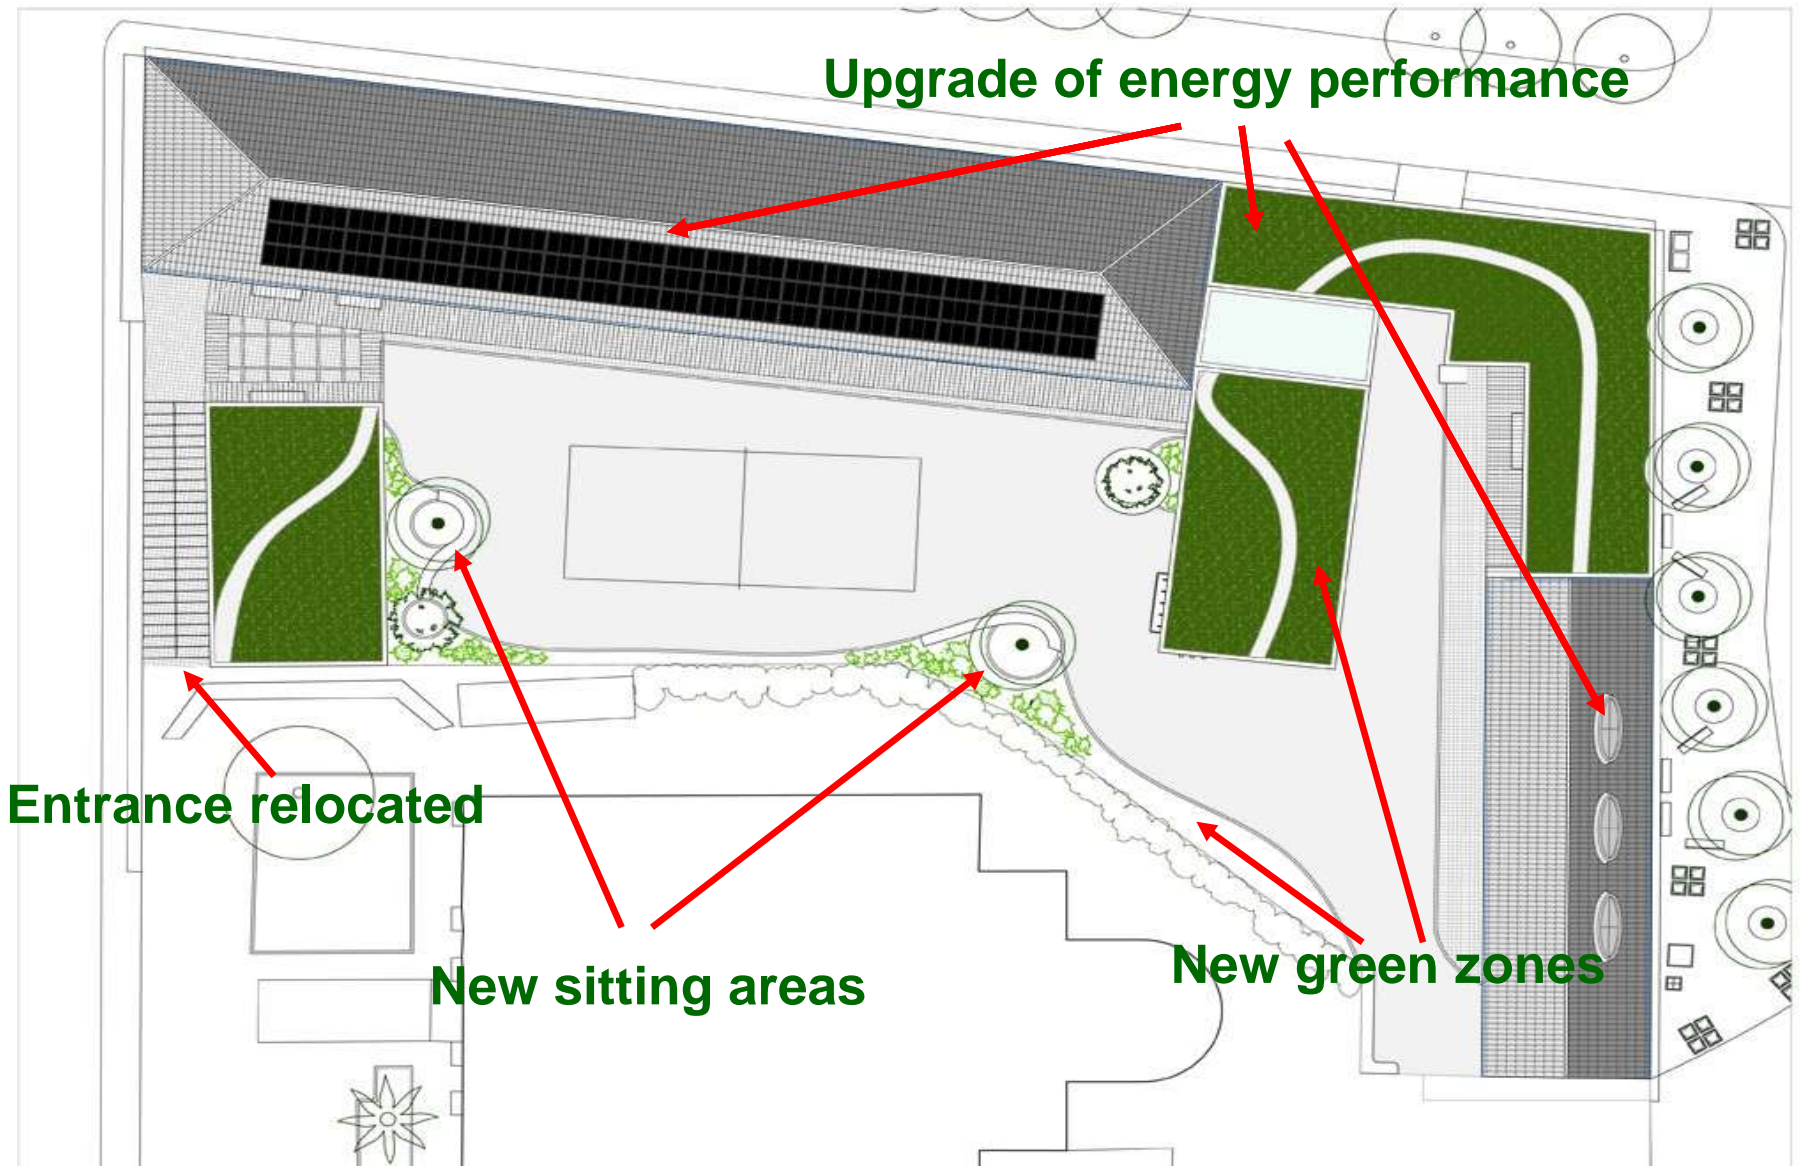 Upgrade of energy performance
Entrance relocated
New sitting areas
New green zones